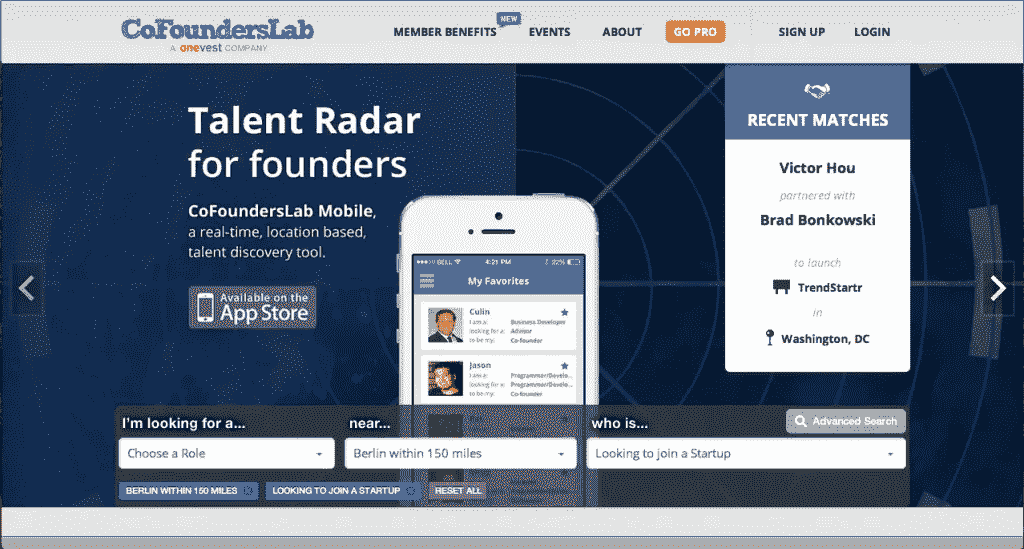 CoFoundersLab
A onevest COMPANY
MEMBER BENEFITS
NEW
EVENTS
ABOUT
GO PRO
SIGN UP
LOGIN
Talent Radar
for founders
CoFoundersLab Mobile,
a real-time, location based,
talent discovery tool.
Available on the
App Store
RECENT MATCHES
Victor Hou
partnered with
Brad Bonkowski
to launch
TrendStartr
in
Washington, DC
BELL
4:21 PM
22%
My Favorites
Culin
I am a: Business Developer
looking for a: Advisor
to be my: Co-founder
Jason
I am a: Programmer/Develo...
looking for a: Programmer/Develo...
to be my: Co-founder
I'm looking for a...
near...
who is...
Advanced Search
Choose a Role
Berlin within 150 miles
Looking to join a Startup
BERLIN WITHIN 150 MILES
LOOKING TO JOIN A STARTUP
RESET ALL